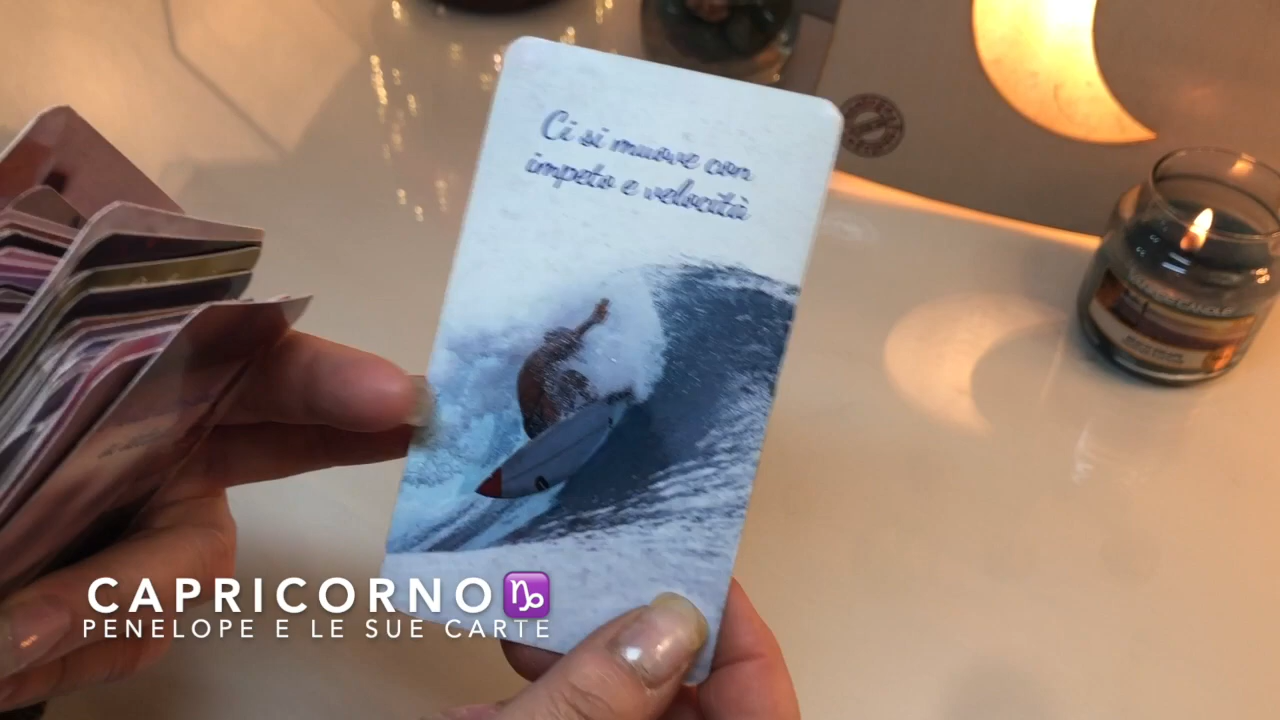 Ci si muove con
impeto e velocità
CAPRICORNO♑
PENELOPE E LE SUE CARTE